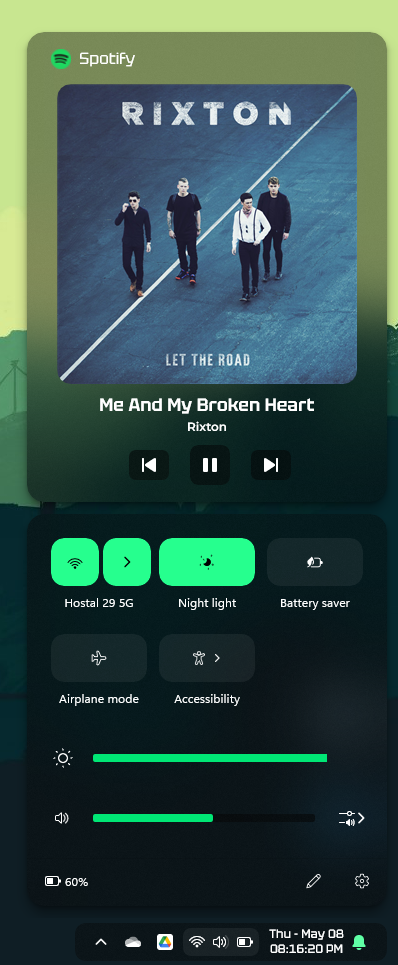 Spotify
RIXTON
LET THE ROAD
Me And My Broken Heart
Rixton
Hostal 29 5G
Night light
Battery saver
Airplane mode
Accessibility
60%
Thu - May 08
08:16:20 PM